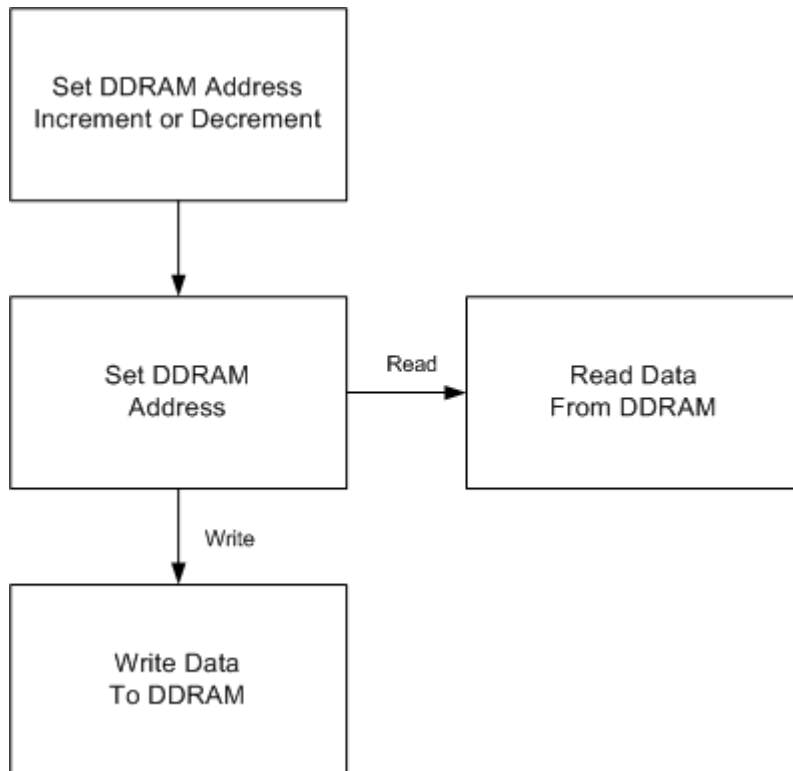 Set DDRAM Address
Increment or Decrement
Set DDRAM
Address
Read
Read Data
From DDRAM
Write
Write Data
To DDRAM